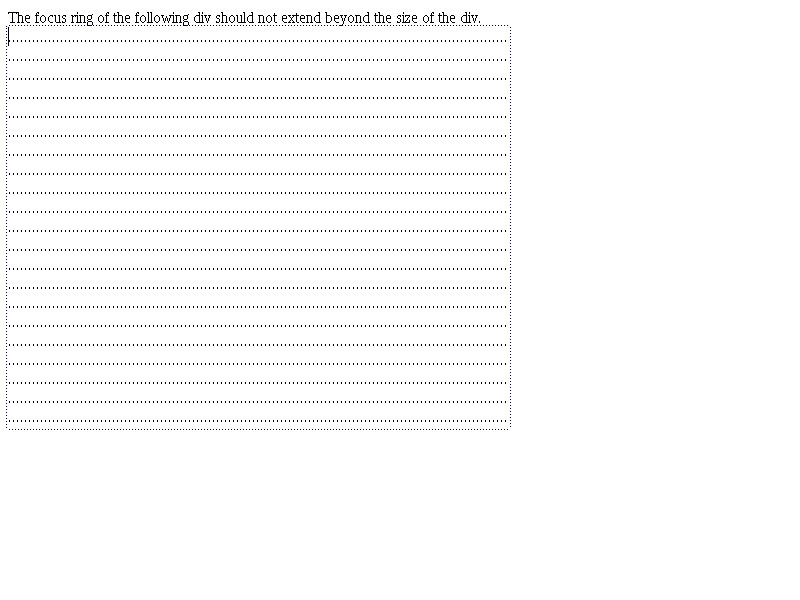 The focus ring of the following div should not extend beyond the size of the div.